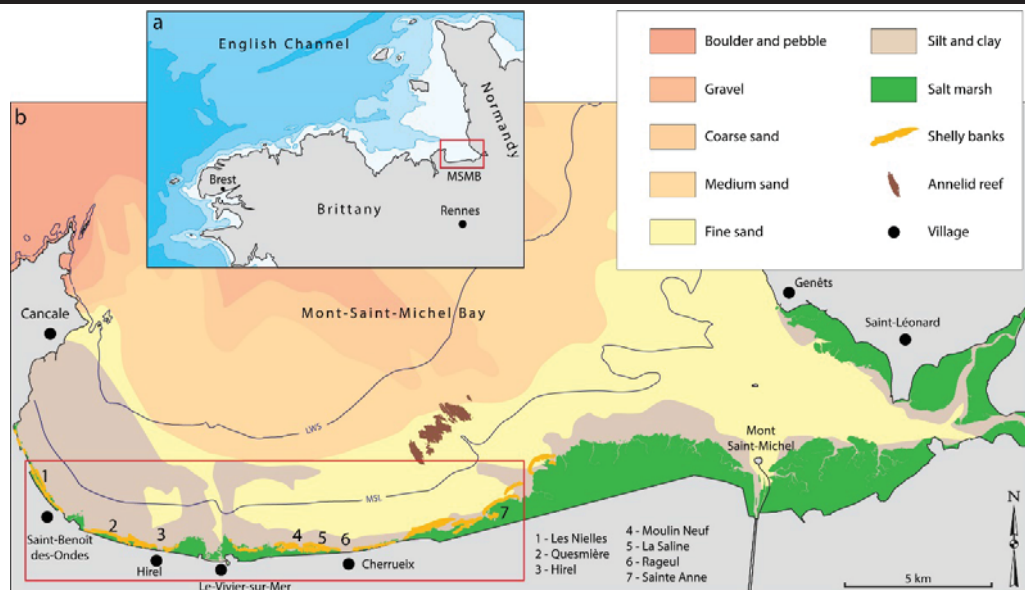 a
English Channel
Normandy
Brest
MSMB
Brittany
Rennes
b
Boulder and pebble
Gravel
Coarse sand
Medium sand
Fine sand
Silt and clay
Salt marsh
Shelly banks
Annelid reef
Village
Cancale
Mont-Saint-Michel Bay
Genêts
Saint-Léonard
LWS
Mont
Saint-Michel
MSL
1
2
3
4
5
6
7
Saint-Benoît
des-Ondes
Hirel
Le-Vivier-sur-Mer
Cherrueix
1 - Les Nielles
2 - Quesmière
3 - Hirel
4 - Moulin Neuf
5 - La Saline
6 - Rageul
7 - Sainte Anne
N
5 km